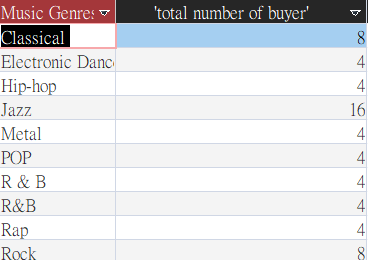 Music Genres 'total number of buyer'
Classical 8
Electronic Danc 4
Hip-hop 4
Jazz 16
Metal 4
POP 4
R & B 4
R&B 4
Rap 4
Rock 8